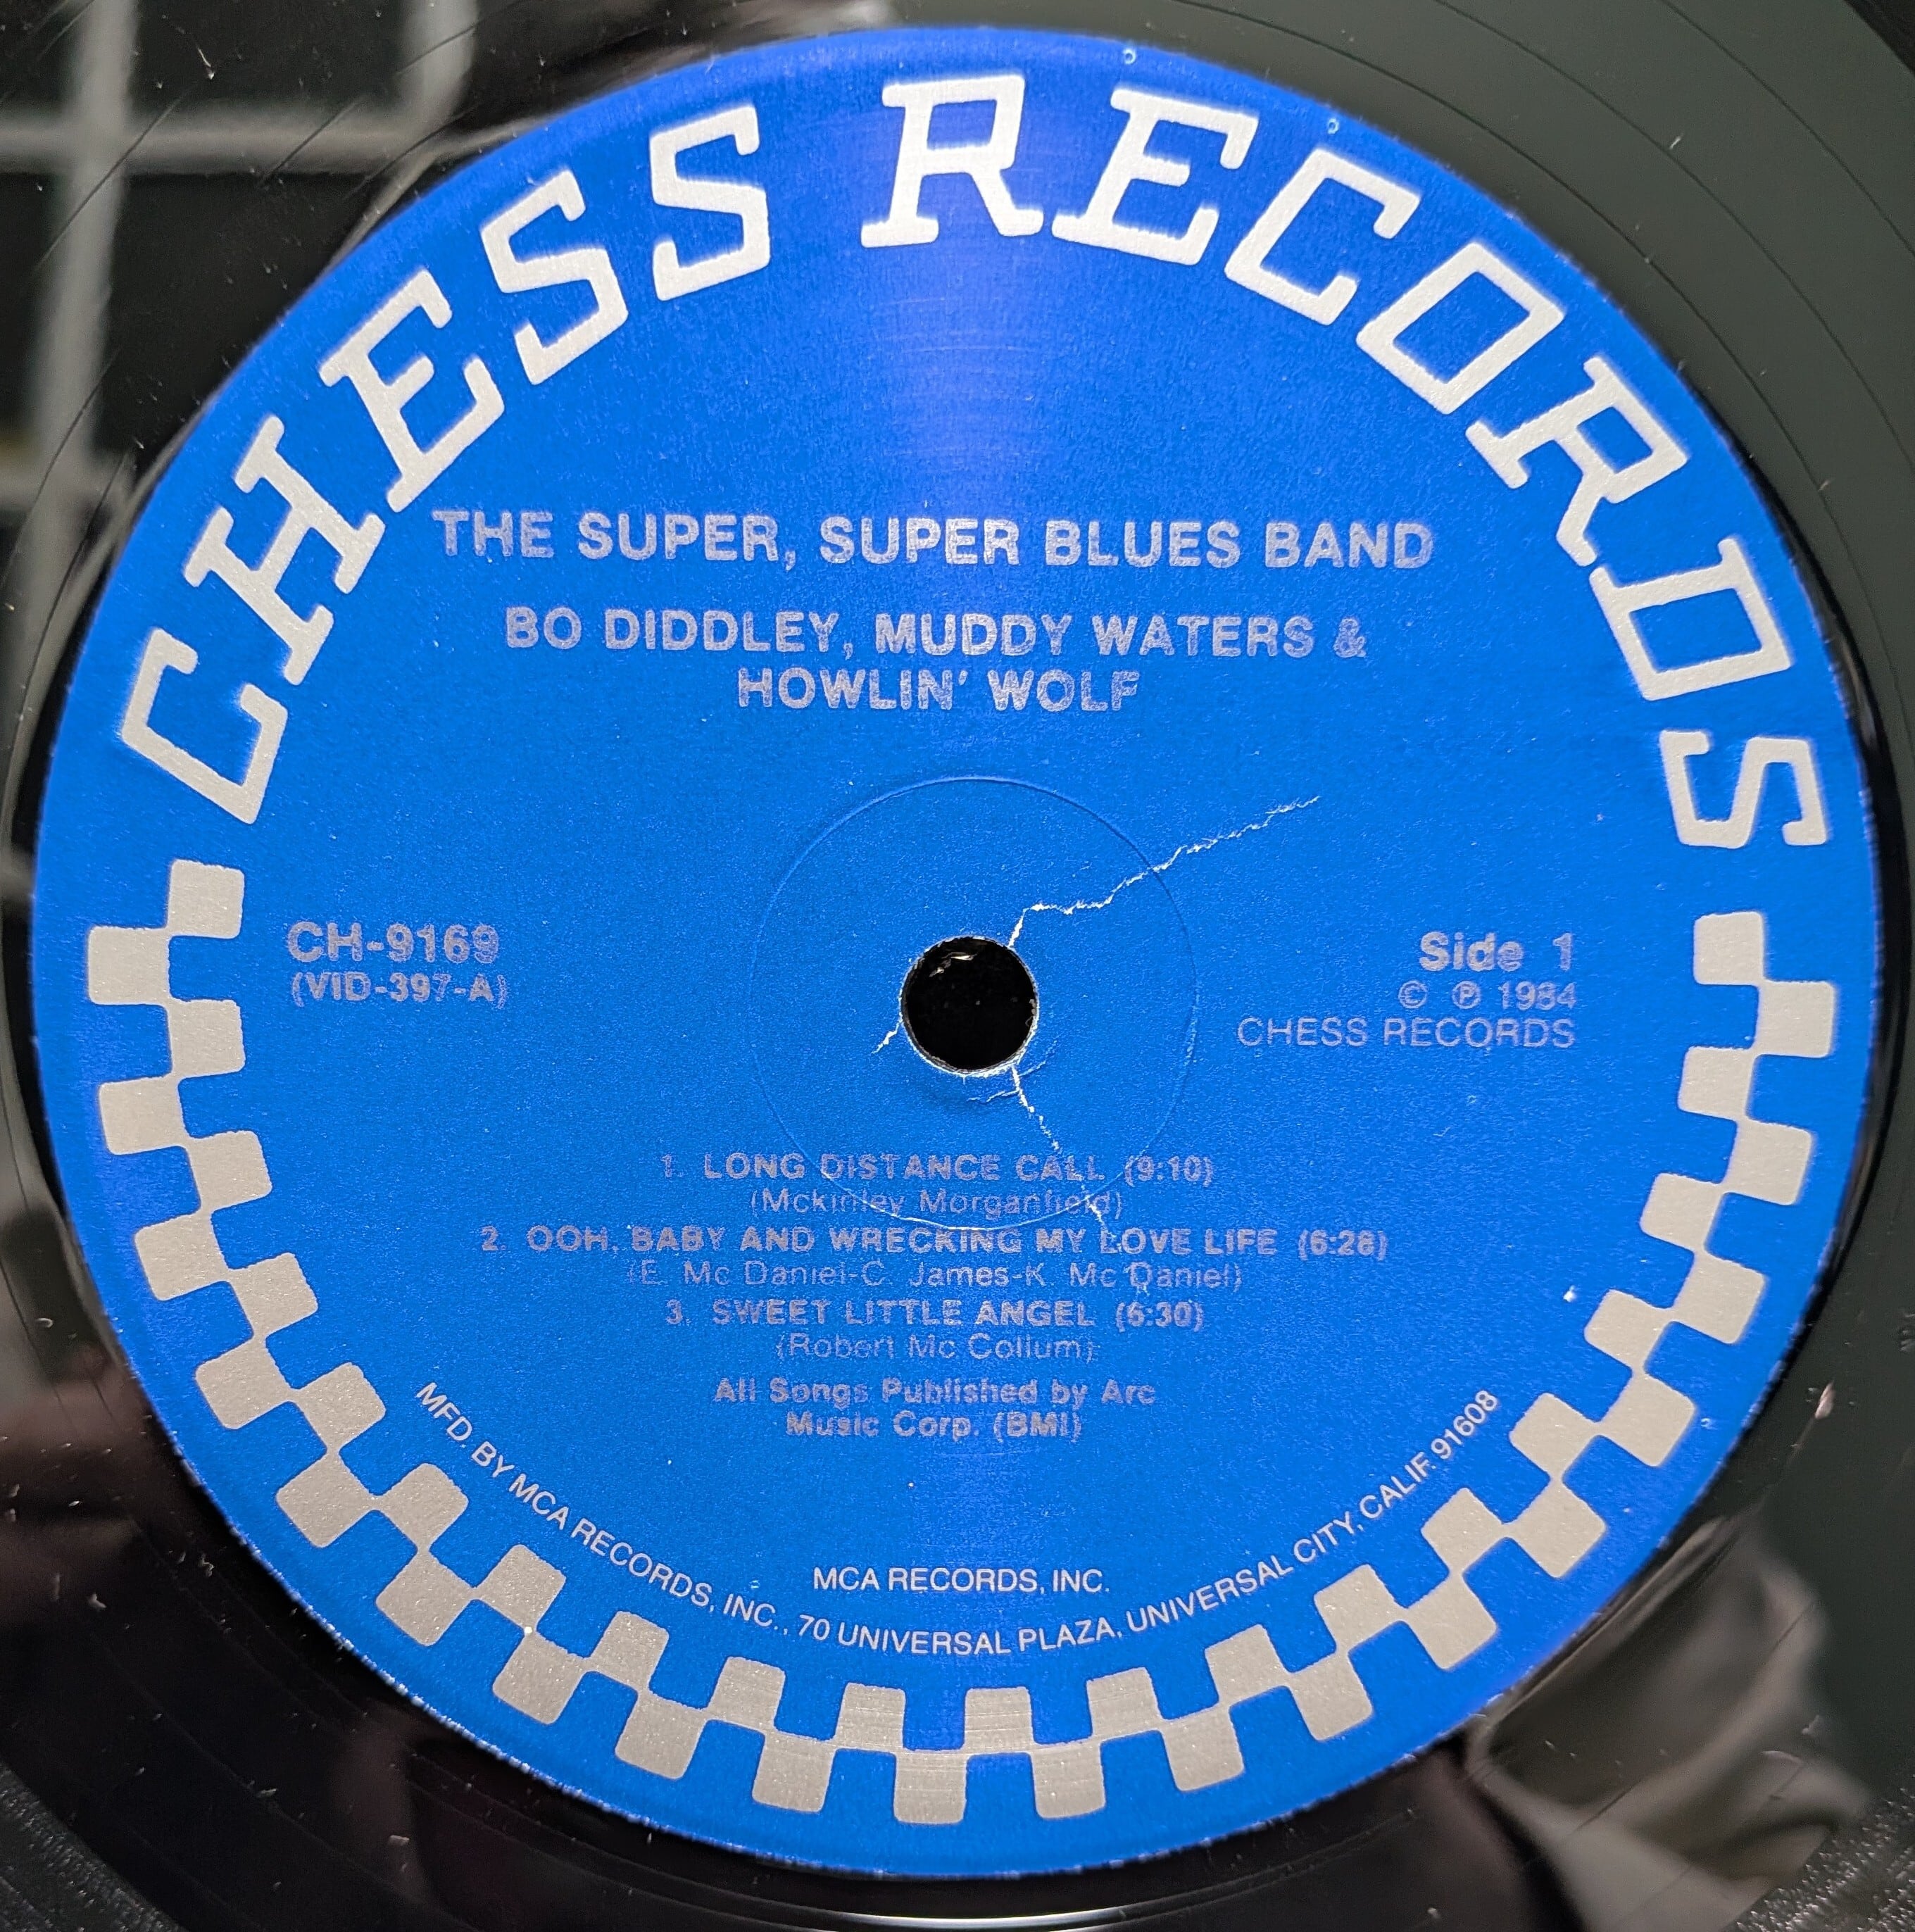 CHESS RECORDS
THE SUPER, SUPER BLUES BAND
BO DIDDLEY, MUDDY WATERS &
HOWLIN' WOLF
CH-9169
(VID-397-A)
Side 1
© ℗ 1984
CHESS RECORDS
1. LONG DISTANCE CALL (9:10)
(Mckinley Morganfield)
2. OOH, BABY AND WRECKING MY LOVE LIFE (6:28)
(E. Mc Daniel-C. James-K. Mc Daniel)
3. SWEET LITTLE ANGEL (6:30)
(Robert Mc Collum)
All Songs Published by Arc
Music Corp. (BMI)
MCA RECORDS, INC.
MFD. BY MCA RECORDS, INC., 70 UNIVERSAL PLAZA, UNIVERSAL CITY, CALIF. 91608